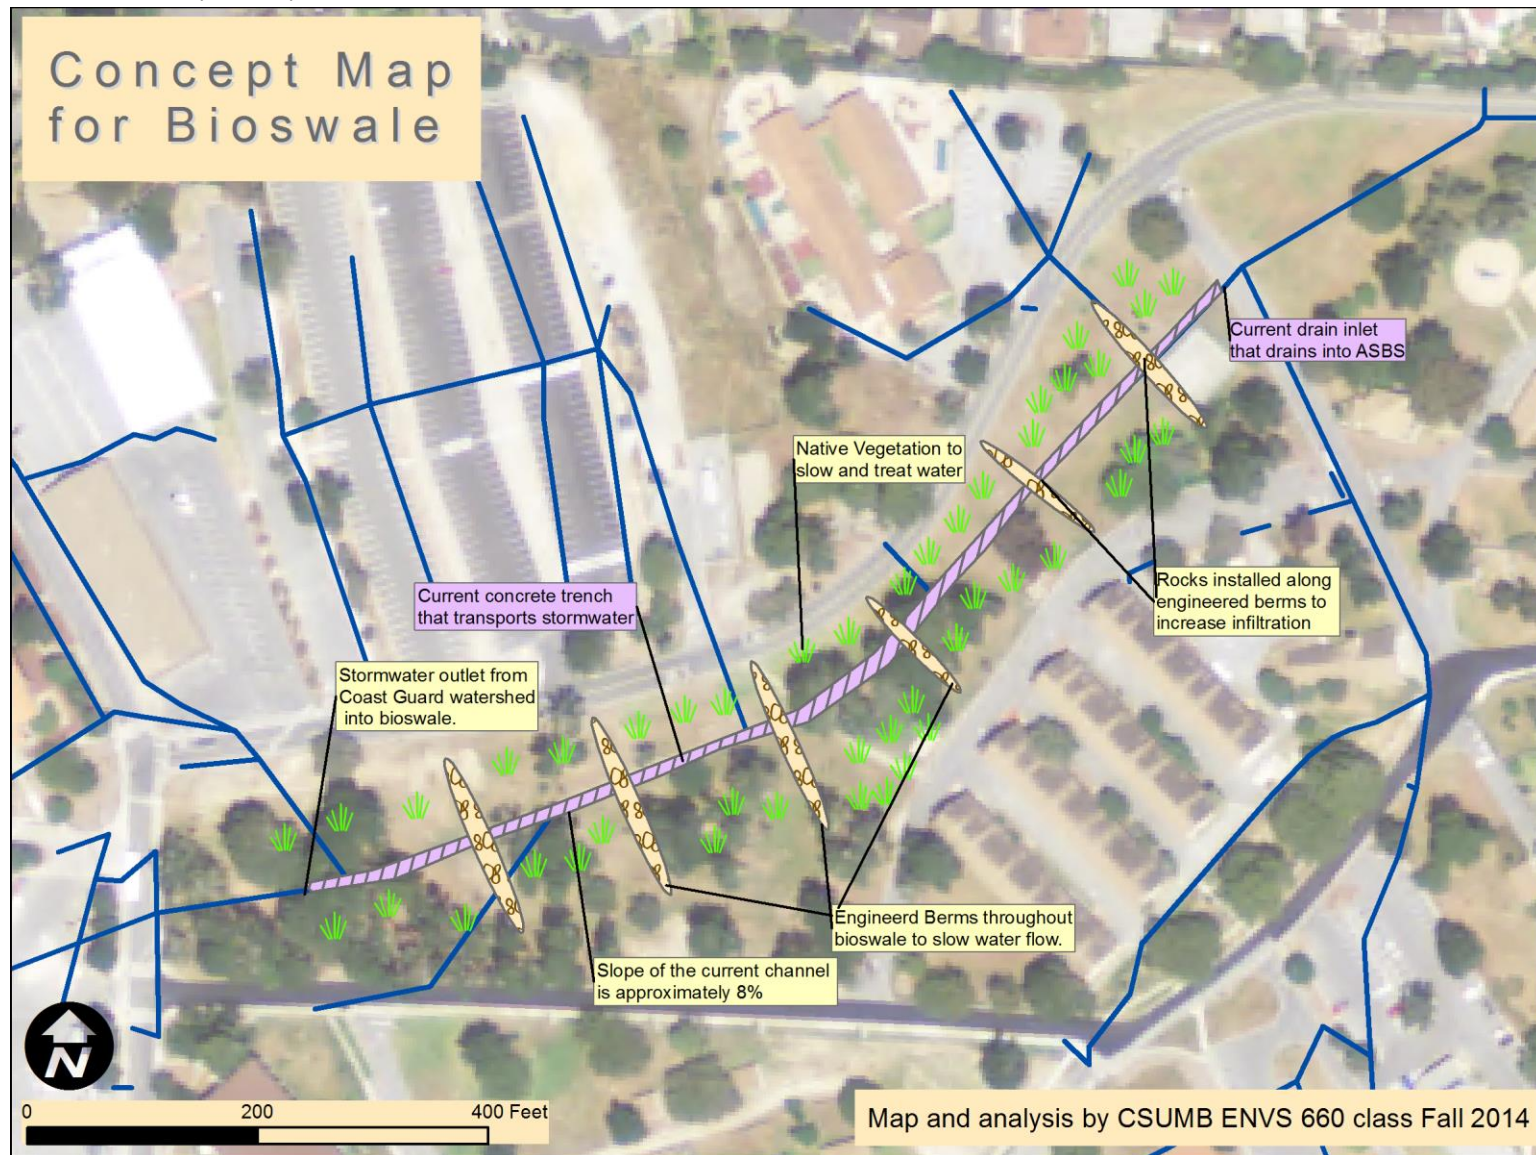 Concept Map
for Bioswale
Current drain inlet
that drains into ASBS
Native Vegetation to
slow and treat water
Rocks installed along
engineered berms to
increase infiltration
Current concrete trench
that transports stormwater
Stormwater outlet from
Coast Guard watershed
into bioswale.
Engineerd Berms throughout
bioswale to slow water flow.
Slope of the current channel
is approximately 8%
N
0 200 400 Feet
Map and analysis by CSUMB ENVS 660 class Fall 2014